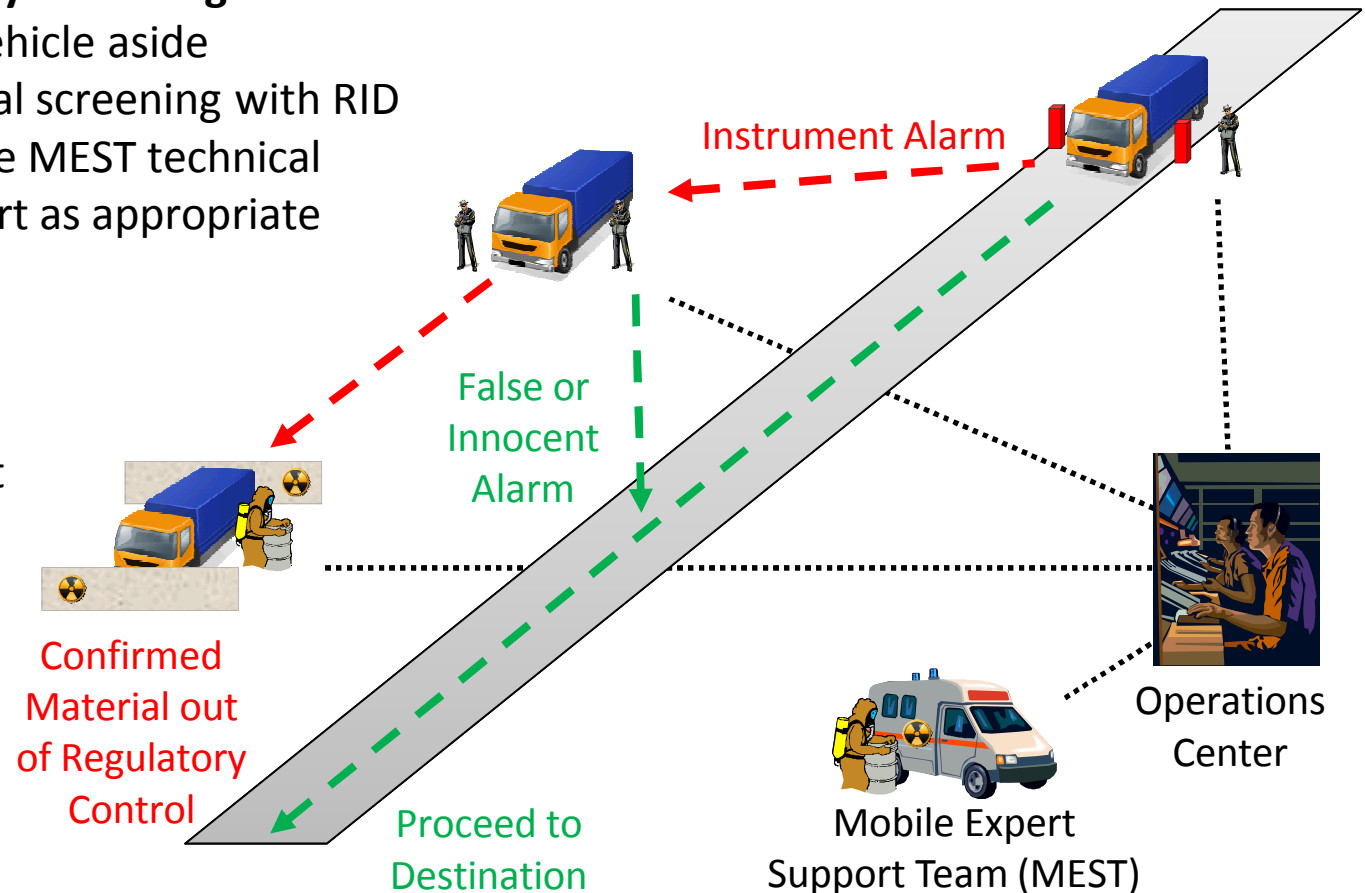 ehicle aside
al screening with RID
e MEST technical
rt as appropriate
Instrument Alarm
False or
Innocent
Alarm
t
Confirmed
Material out
of Regulatory
Control
Proceed to
Destination
Operations
Center
Mobile Expert
Support Team (MEST)